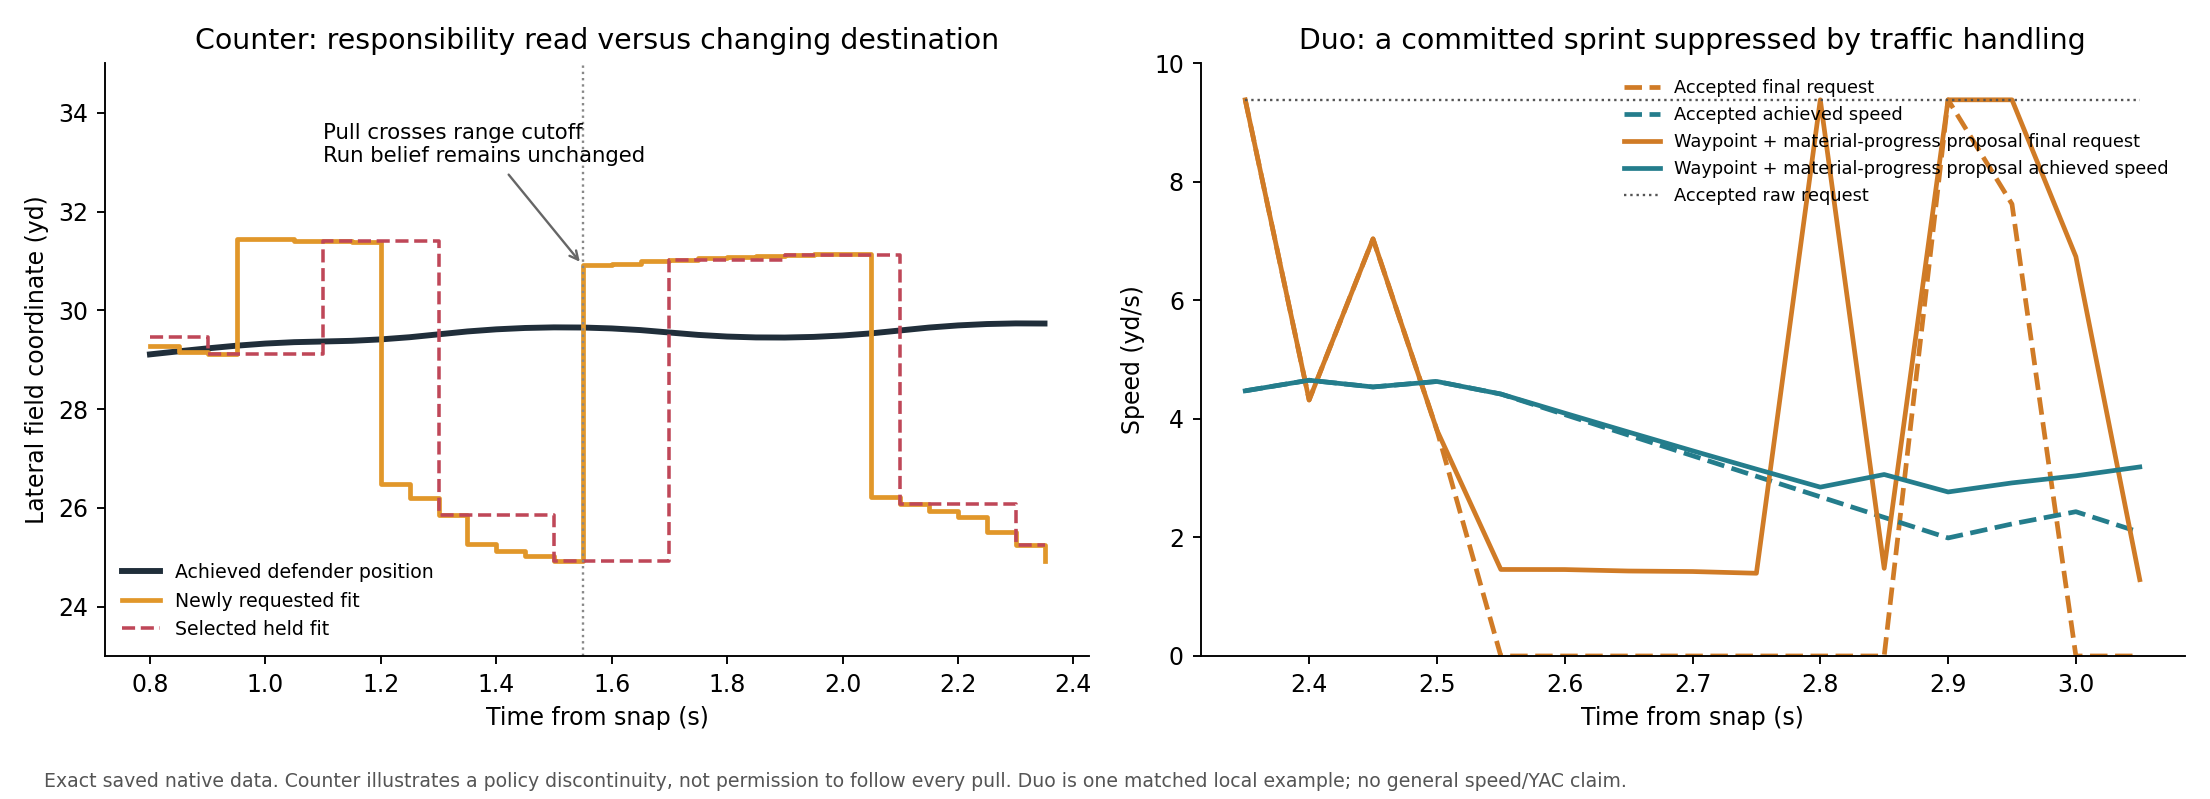 Counter: responsibility read versus changing destination
Lateral field coordinate (yd)
34
32
30
28
26
24
Pull crosses range cutoff
Run belief remains unchanged
Achieved defender position
Newly requested fit
Selected held fit
0.8 1.0 1.2 1.4 1.6 1.8 2.0 2.2 2.4
Time from snap (s)
Duo: a committed sprint suppressed by traffic handling
Speed (yd/s)
10
8
6
4
2
0
Accepted final request
Accepted achieved speed
Waypoint + material-progress proposal final request
Waypoint + material-progress proposal achieved speed
Accepted raw request
2.4 2.5 2.6 2.7 2.8 2.9 3.0
Time from snap (s)
Exact saved native data. Counter illustrates a policy discontinuity, not permission to follow every pull. Duo is one matched local example; no general speed/YAC claim.